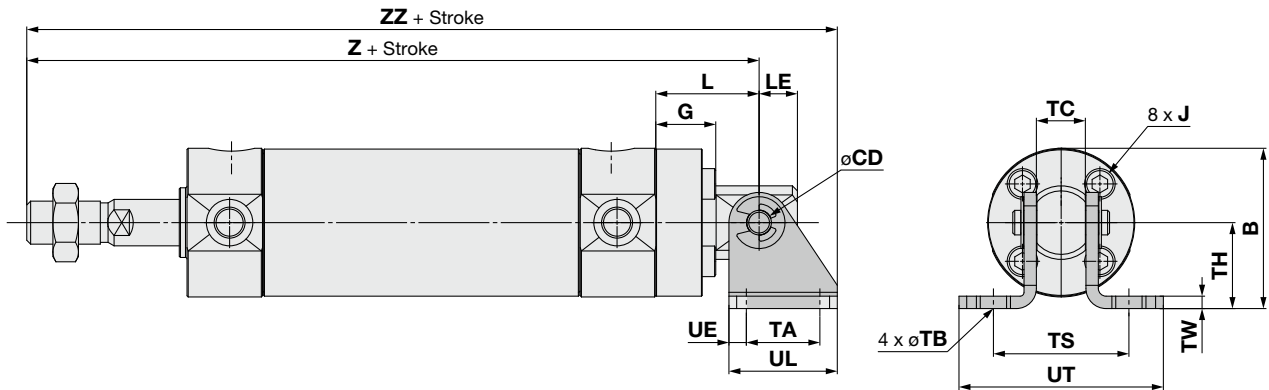 ZZ + Stroke
Z + Stroke
L
LE
G
øCD
UE
TA
UL
TC
8 x J
B
TH
TW
4 x øTB
TS
UT